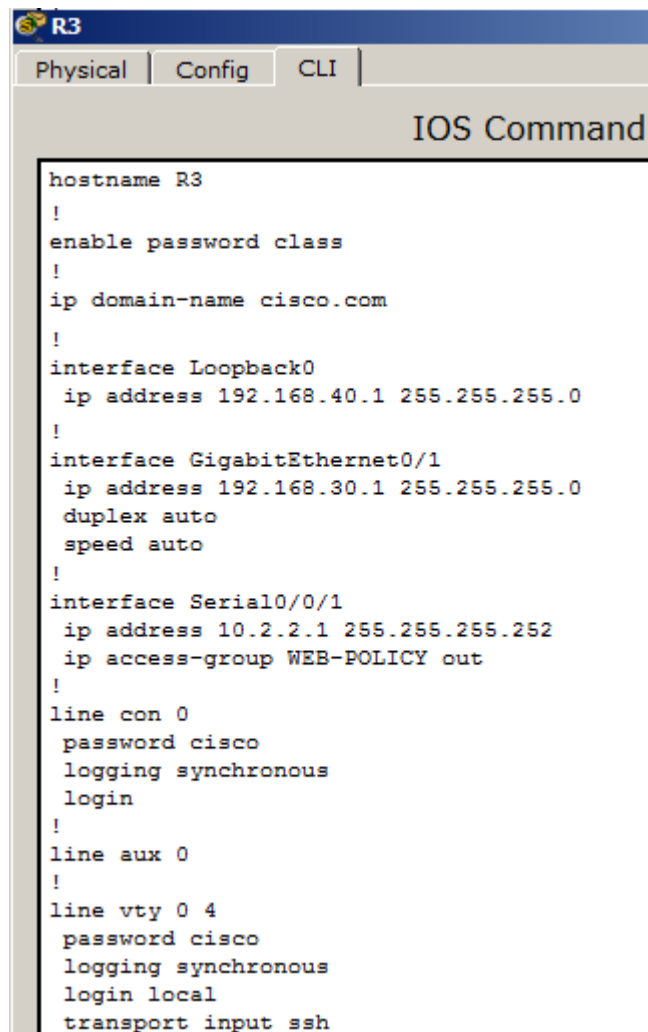 R3
Physical Config CLI
IOS Command
hostname R3
!
enable password class
!
ip domain-name cisco.com
!
interface Loopback0
 ip address 192.168.40.1 255.255.255.0
!
interface GigabitEthernet0/1
 ip address 192.168.30.1 255.255.255.0
 duplex auto
 speed auto
!
interface Serial0/0/1
 ip address 10.2.2.1 255.255.255.252
 ip access-group WEB-POLICY out
!
line con 0
 password cisco
 logging synchronous
 login
!
line aux 0
!
line vty 0 4
 password cisco
 logging synchronous
 login local
 transport input ssh